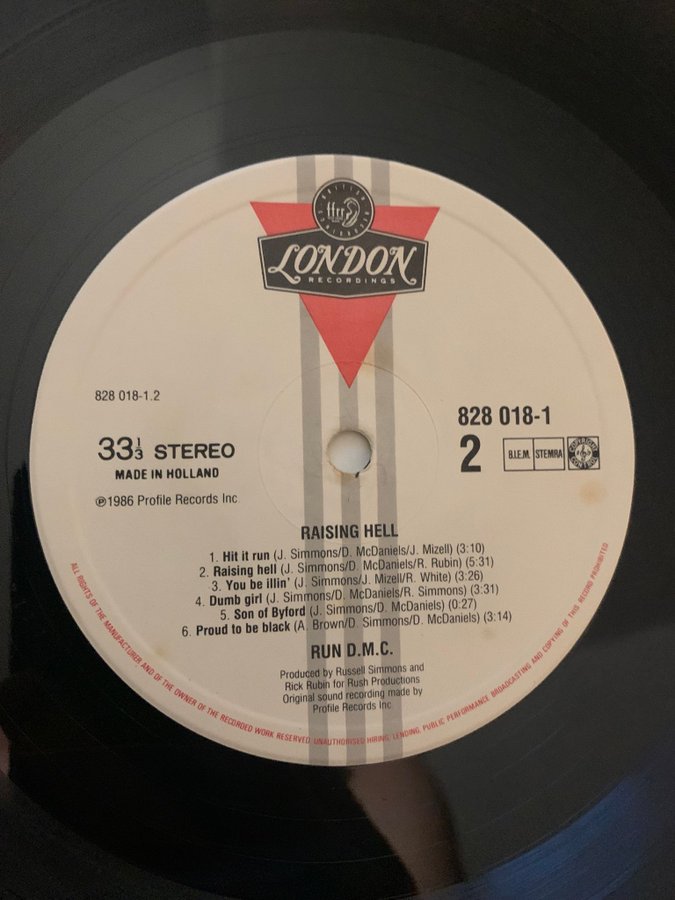 ffrr
LONDON
RECORDINGS
828 018-1.2
828 018-1
33⅓ STEREO
2
B.I.E.M.
STEMRA
COPYRIGHT CONTROL
MADE IN HOLLAND
℗1986 Profile Records Inc
RAISING HELL
1. Hit it run (J. Simmons/D. McDaniels/J. Mizell) (3:10)
2. Raising hell (J. Simmons/D. McDaniels/R. Rubin) (5:31)
3. You be illin' (J. Simmons/J. Mizell/R. White) (3:26)
4. Dumb girl (J. Simmons/D. McDaniels/R. Simmons) (3:31)
5. Son of Byford (J. Simmons/D. McDaniels) (0:27)
6. Proud to be black (A. Brown/D. Simmons/D. McDaniels) (3:14)
RUN D.M.C.
Produced by Russell Simmons and
Rick Rubin for Rush Productions
Original sound recording made by
Profile Records Inc
ALL RIGHTS OF THE MANUFACTURER AND OF THE OWNER OF THE RECORDED WORK RESERVED. UNAUTHORISED HIRING, LENDING, PUBLIC PERFORMANCE BROADCASTING AND COPYING OF THIS RECORD PROHIBITED